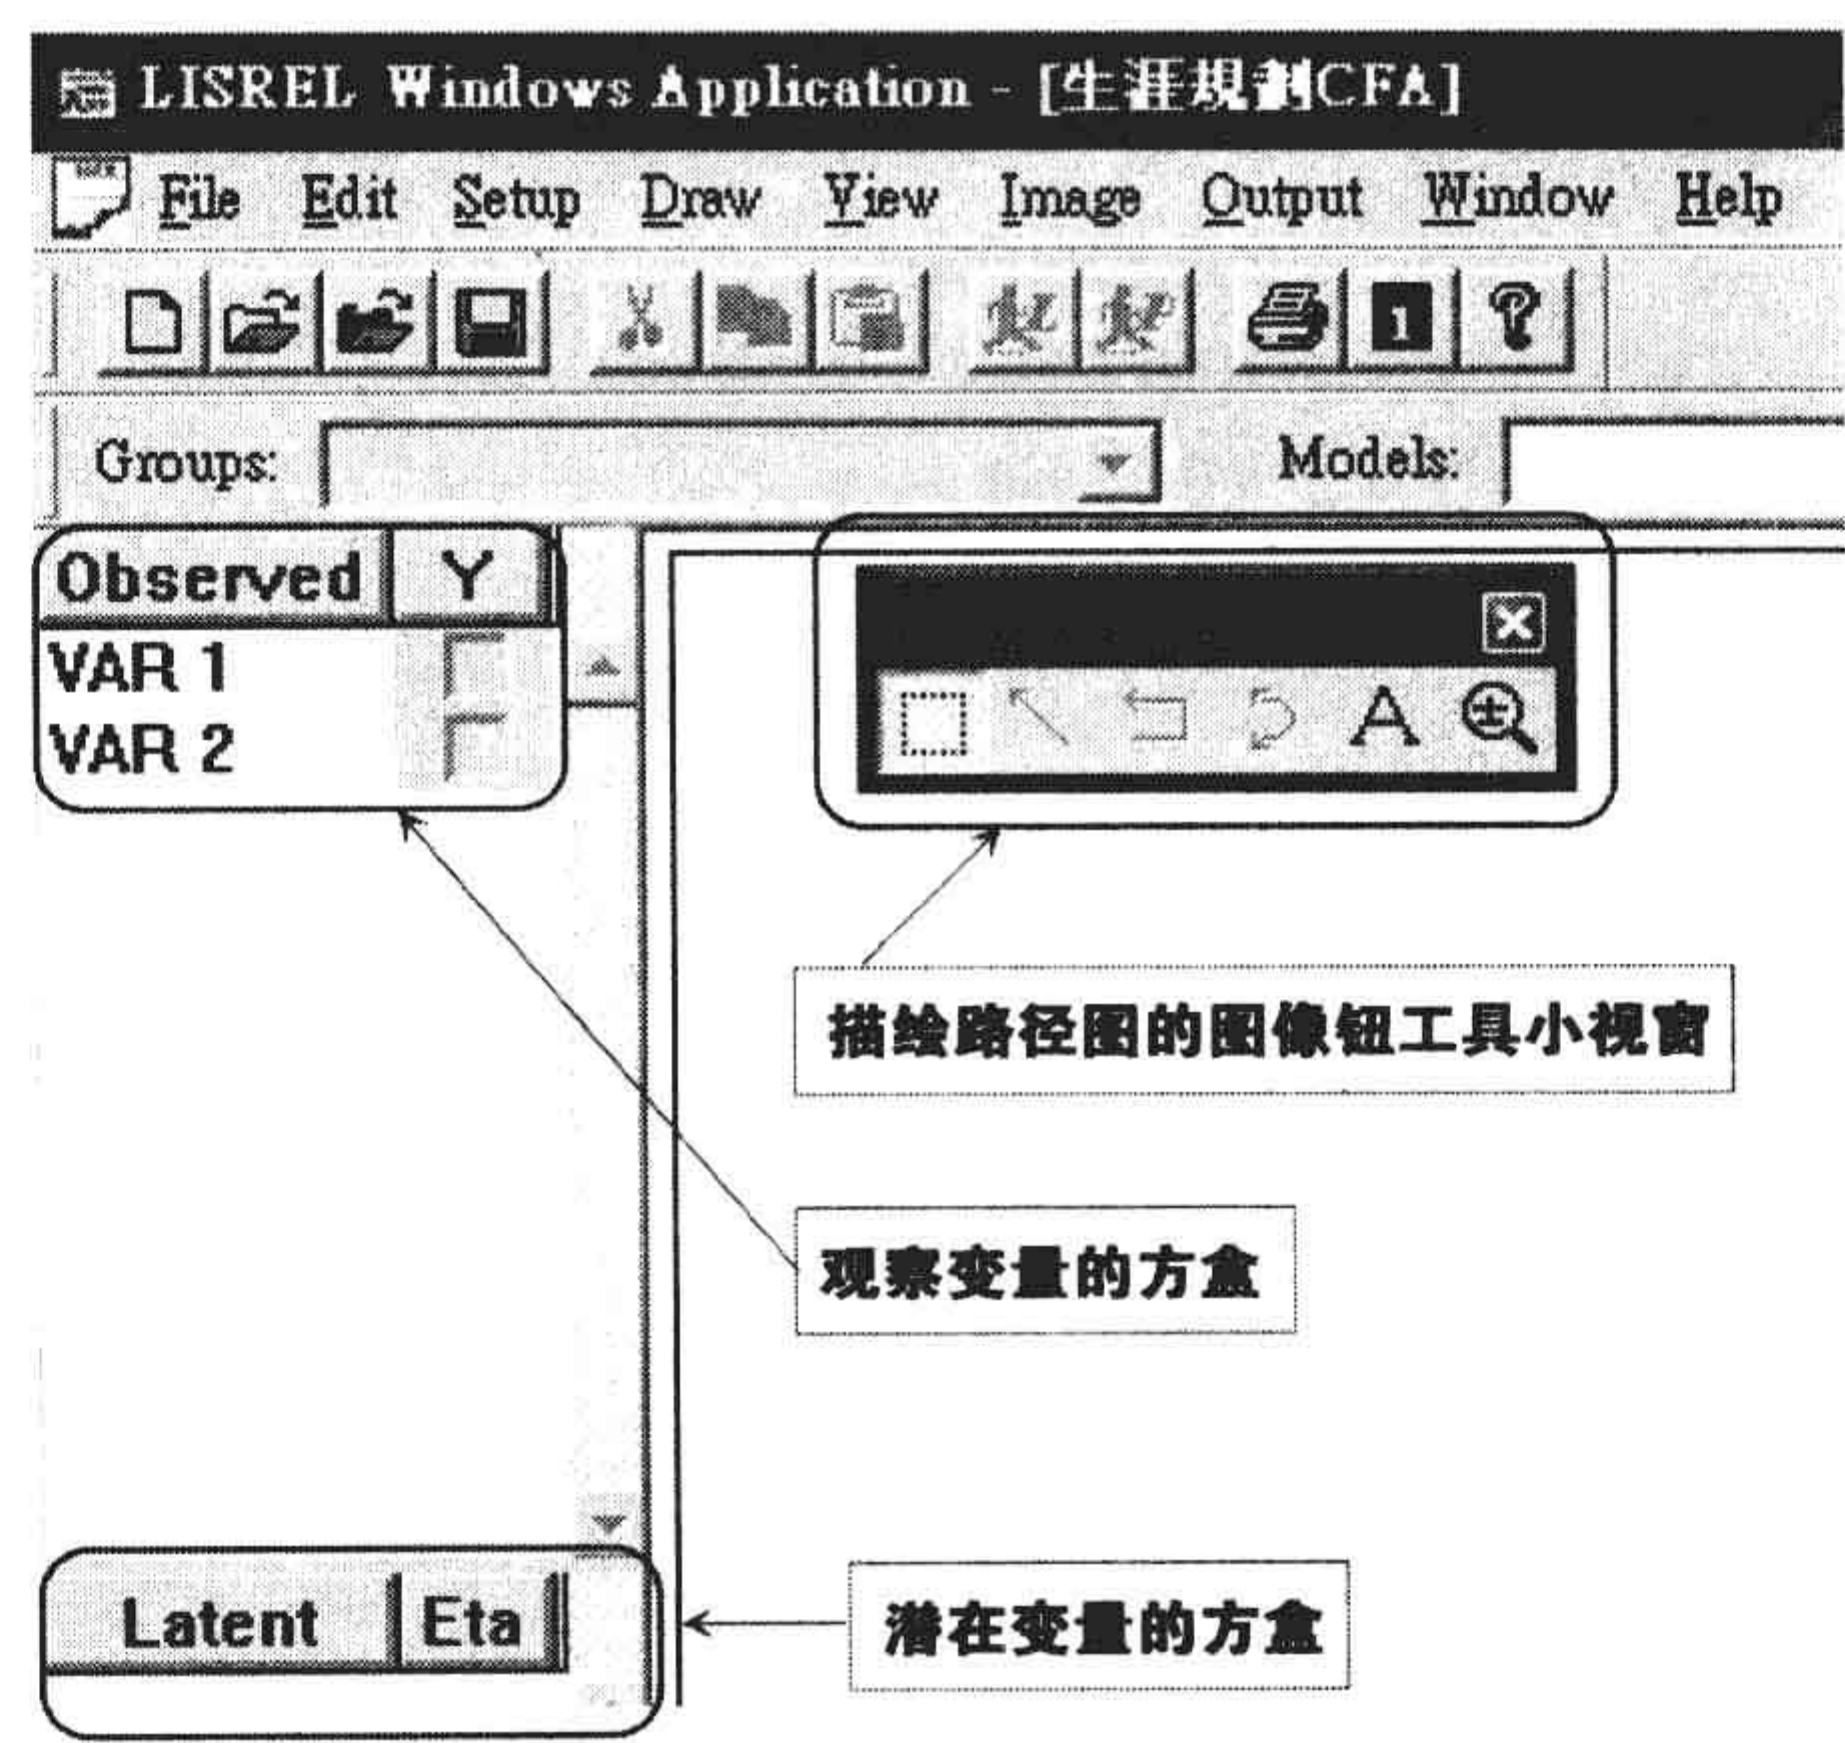 LISREL Windows Application - [生涯規劃CFA]
File Edit Setup Draw View Image Output Window Help
Groups: Models:
Observed Y
VAR 1
VAR 2
A
描绘路径图的图像钮工具小视窗
观察变量的方盒
潜在变量的方盒
Latent Eta